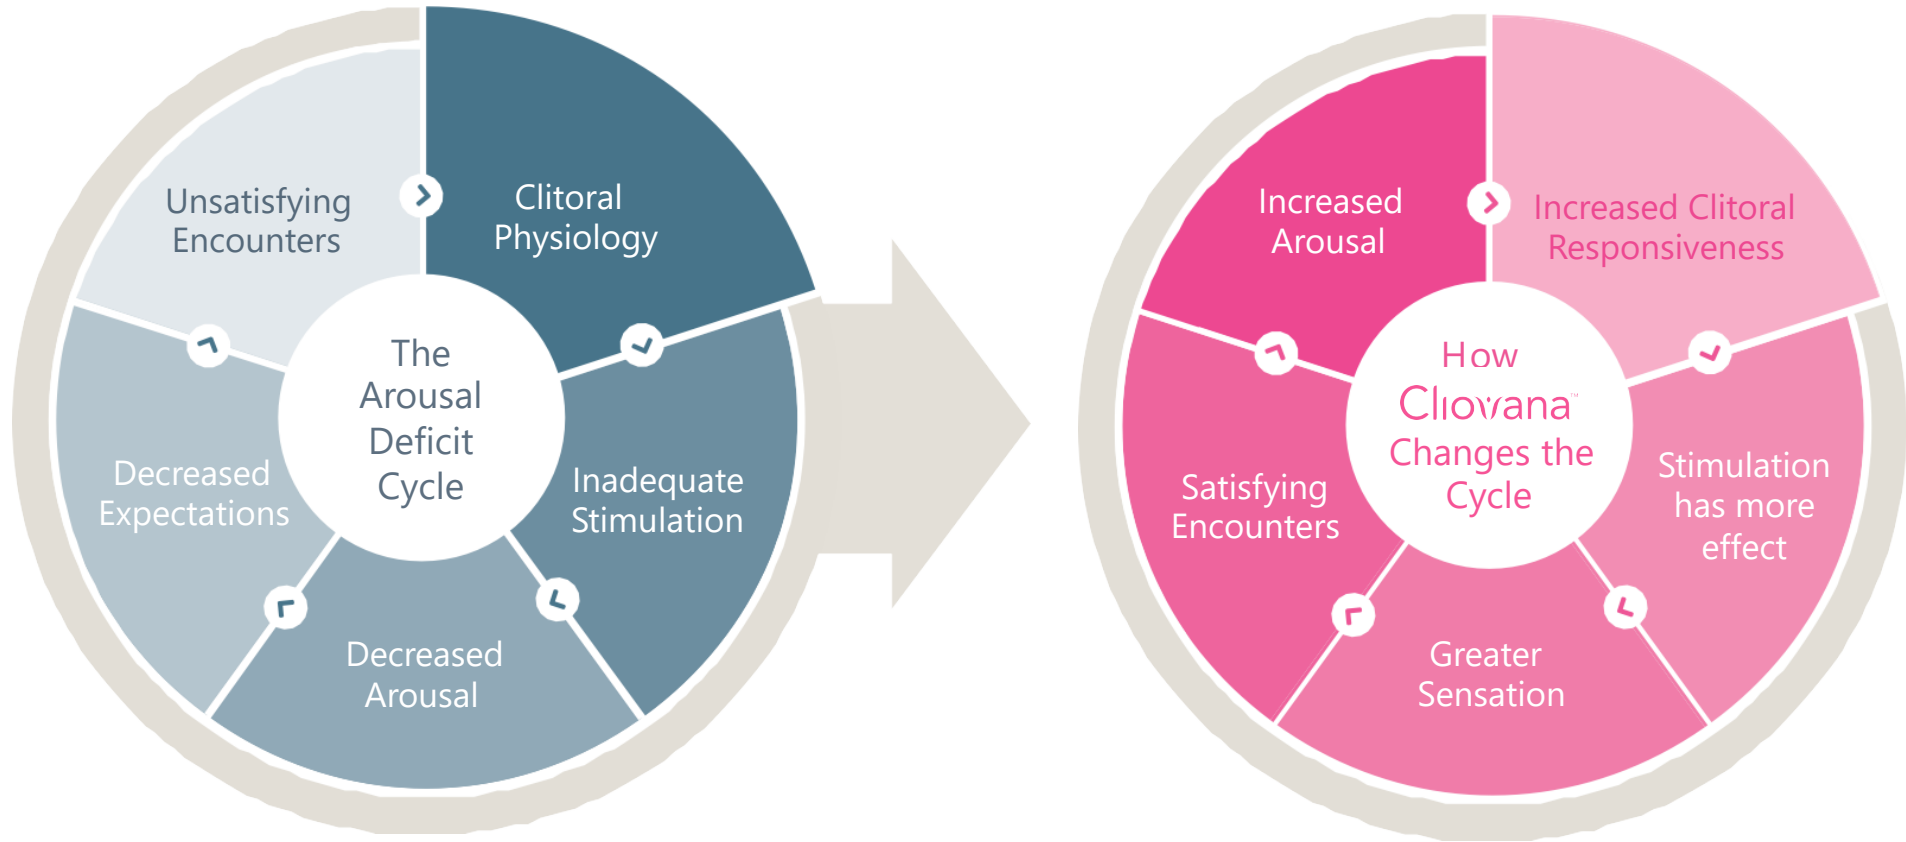 Unsatisfying
Encounters
Clitoral
Physiology
Inadequate
Stimulation
Decreased
Arousal
Decreased
Expectations
The
Arousal
Deficit
Cycle
Increased
Arousal
Increased Clitoral
Responsiveness
Stimulation
has more
effect
Greater
Sensation
Satisfying
Encounters
How
Cliovana™
Changes the
Cycle